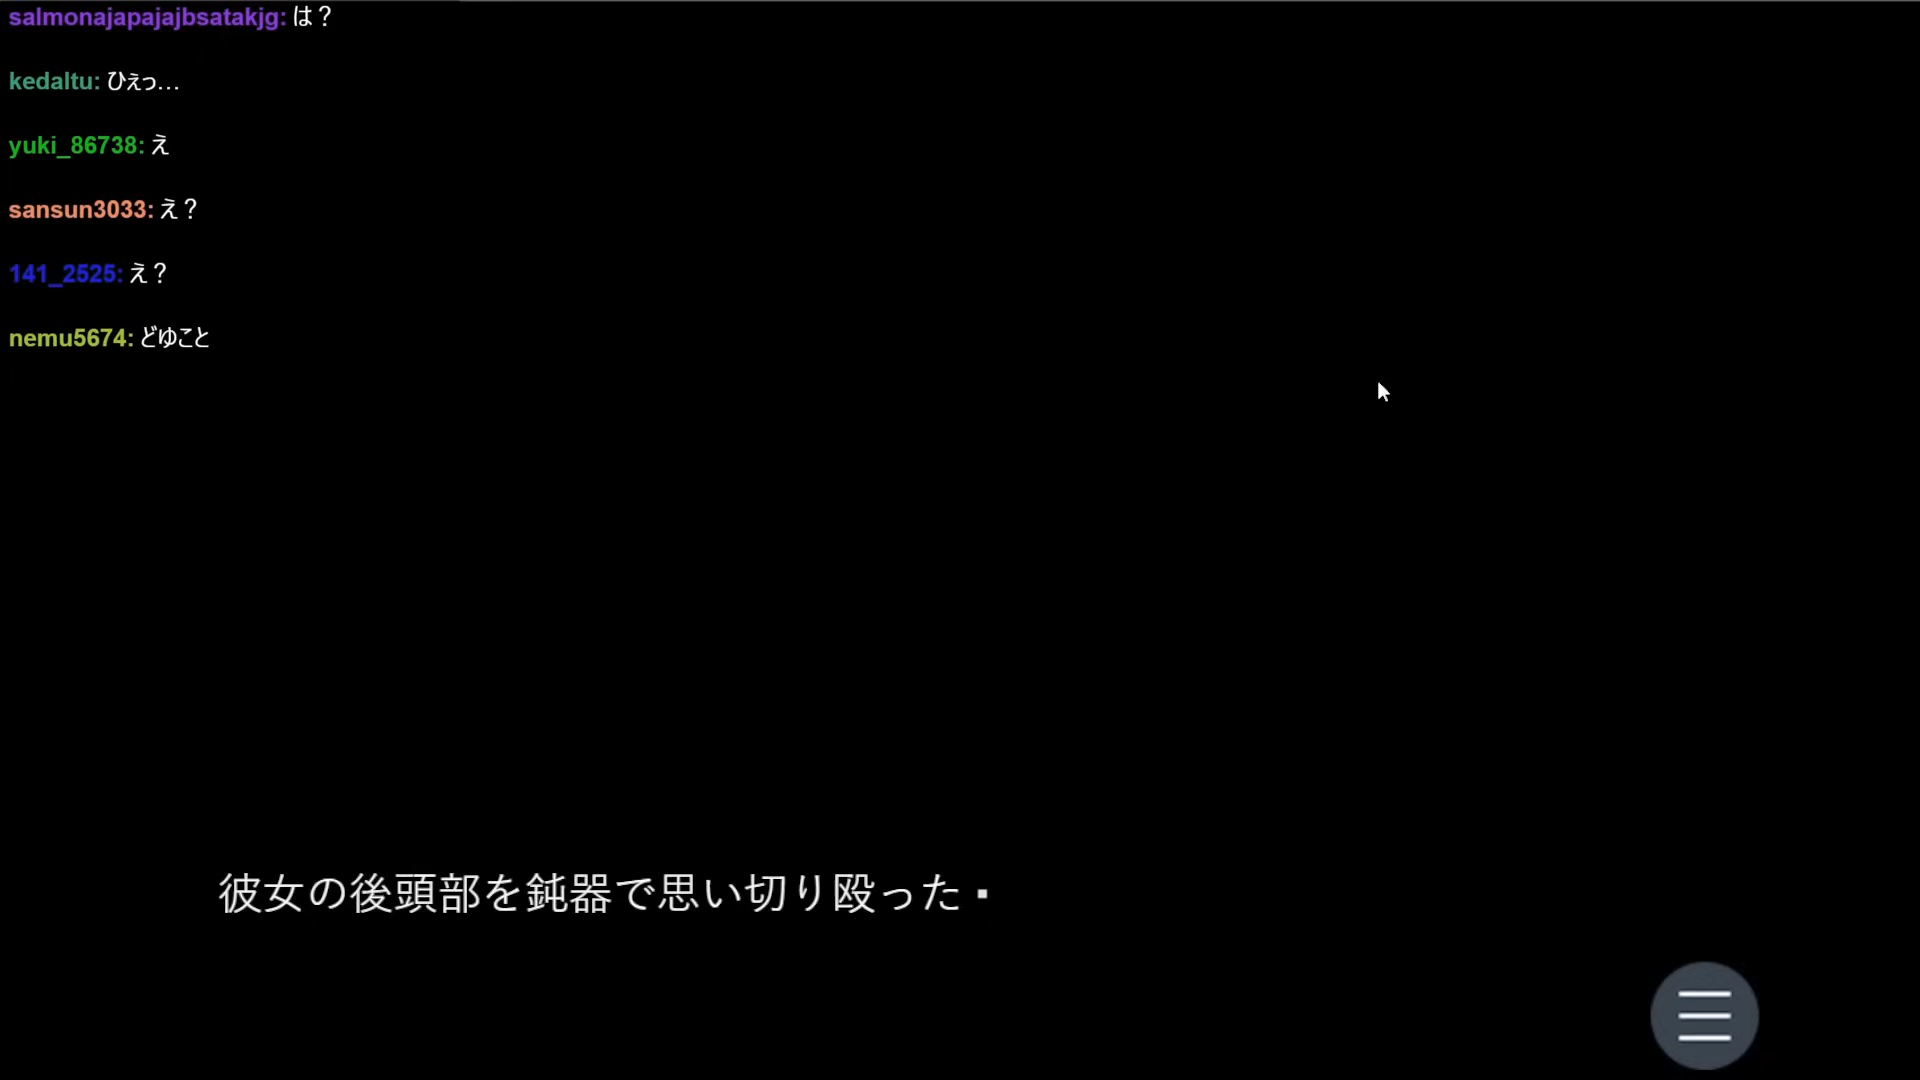 salmonajapajajbsatakjg: は？
kedaltu: ひぇっ…
yuki_86738: え
sansun3033: え？
141_2525: え？
nemu5674: どゆこと
彼女の後頭部を鈍器で思い切り殴った▪